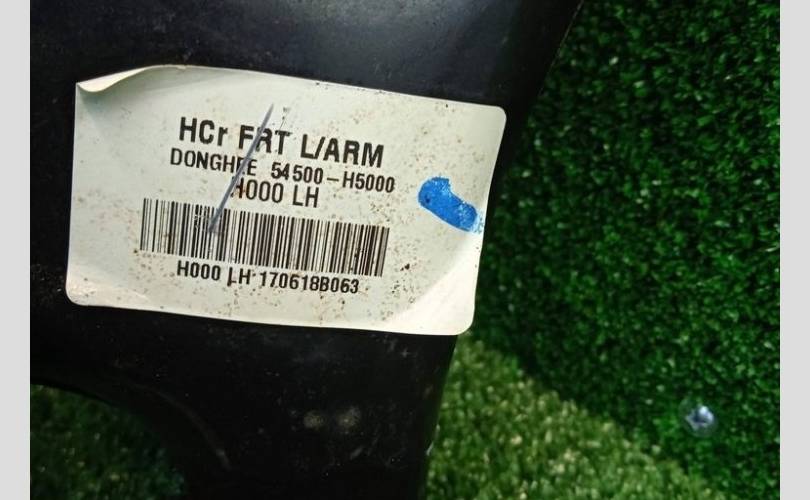 HCr FRT L/ARM
DONGHEE 54500-H5000
H000 LH
H000 LH 170618B063